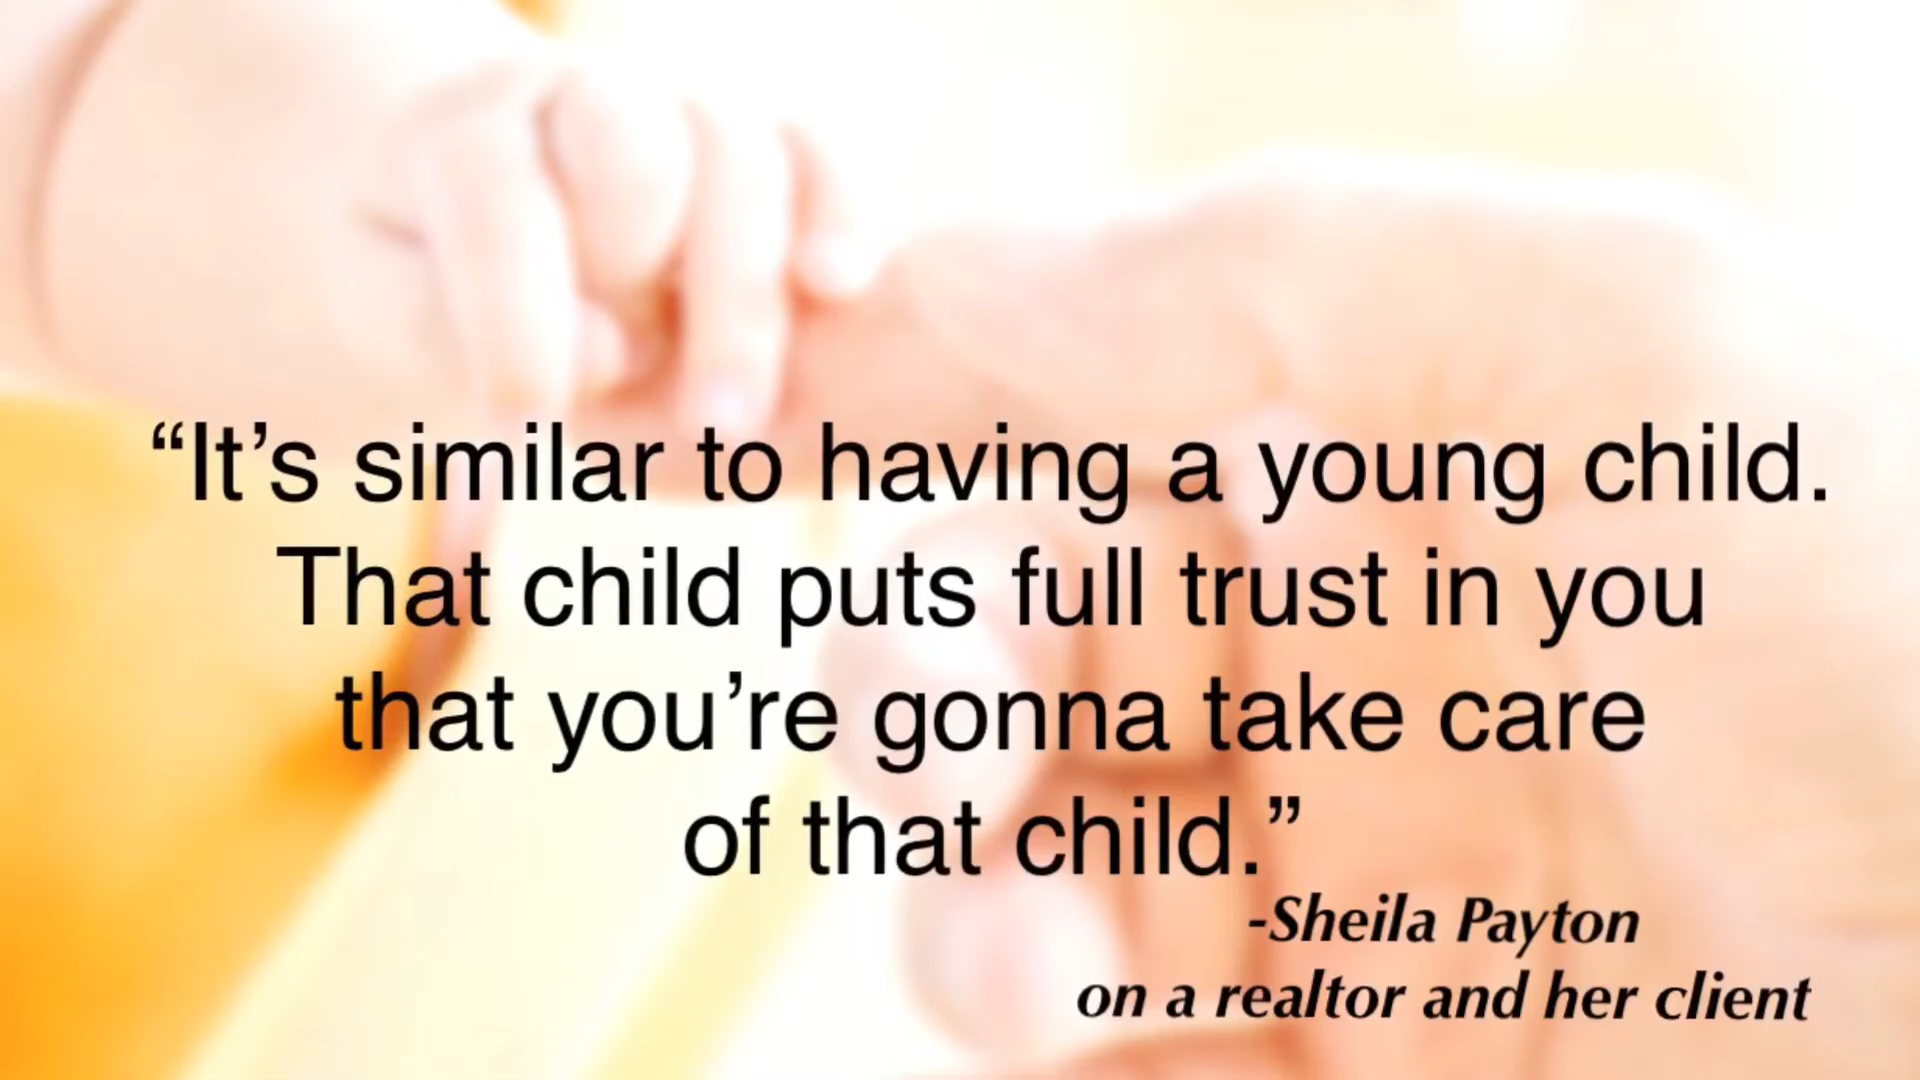 “It’s similar to having a young child.
That child puts full trust in you
that you’re gonna take care
of that child.”
-Sheila Payton
on a realtor and her client